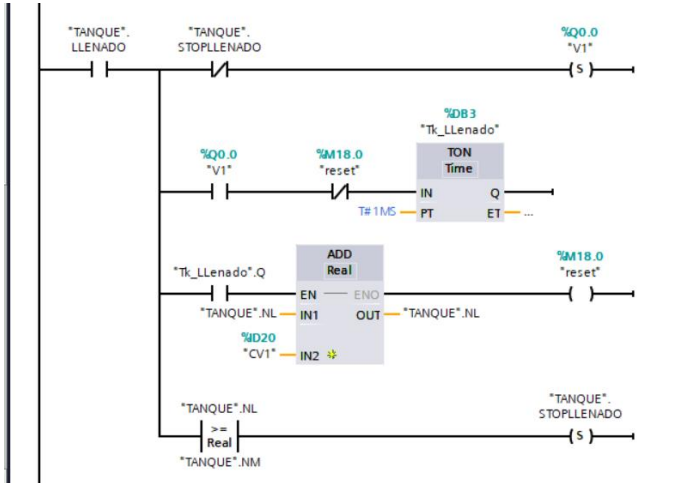 "TANQUE".
LLENADO
"TANQUE".
STOPLLENADO
%Q0.0
"V1"
S
%DB3
"Tk_LLenado"
%Q0.0
"V1"
%M18.0
"reset"
TON
Time
IN
Q
T#1MS
PT
ET
...
ADD
Real
"Tk_LLenado".Q
%M18.0
"reset"
EN
ENO
"TANQUE".NL
IN1
OUT
"TANQUE".NL
%ID20
"CV1"
IN2
"TANQUE".NL
>=
Real
"TANQUE".NM
"TANQUE".
STOPLLENADO
S